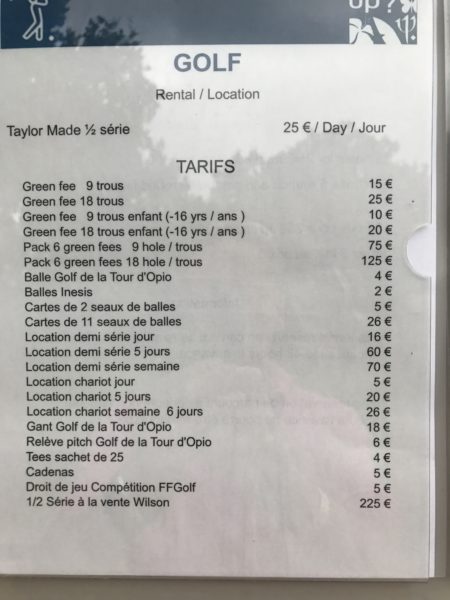 up ?
GOLF
Rental / Location
Taylor Made ½ série 25 € / Day / Jour
TARIFS
Green fee 9 trous 15 €
Green fee 18 trous 25 €
Green fee 9 trous enfant (-16 yrs / ans ) 10 €
Green fee 18 trous enfant (-16 yrs / ans ) 20 €
Pack 6 green fees 9 hole / trous 75 €
Pack 6 green fees 18 hole / trous 125 €
Balle Golf de la Tour d'Opio 4 €
Balles Inesis 2 €
Cartes de 2 seaux de balles 5 €
Cartes de 11 seaux de balles 26 €
Location demi série jour 16 €
Location demi série 5 jours 60 €
Location demi série semaine 70 €
Location chariot jour 5 €
Location chariot 5 jours 20 €
Location chariot semaine 6 jours 26 €
Gant Golf de la Tour d'Opio 18 €
Relève pitch Golf de la Tour d'Opio 6 €
Tees sachet de 25 4 €
Cadenas 5 €
Droit de jeu Compétition FFGolf 5 €
1/2 Série à la vente Wilson 225 €